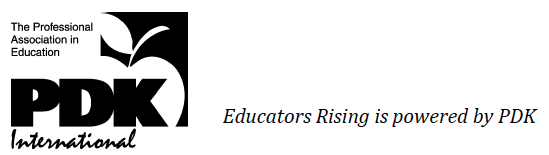 The Professional
Association in
Education
PDK
International
Educators Rising is powered by PDK